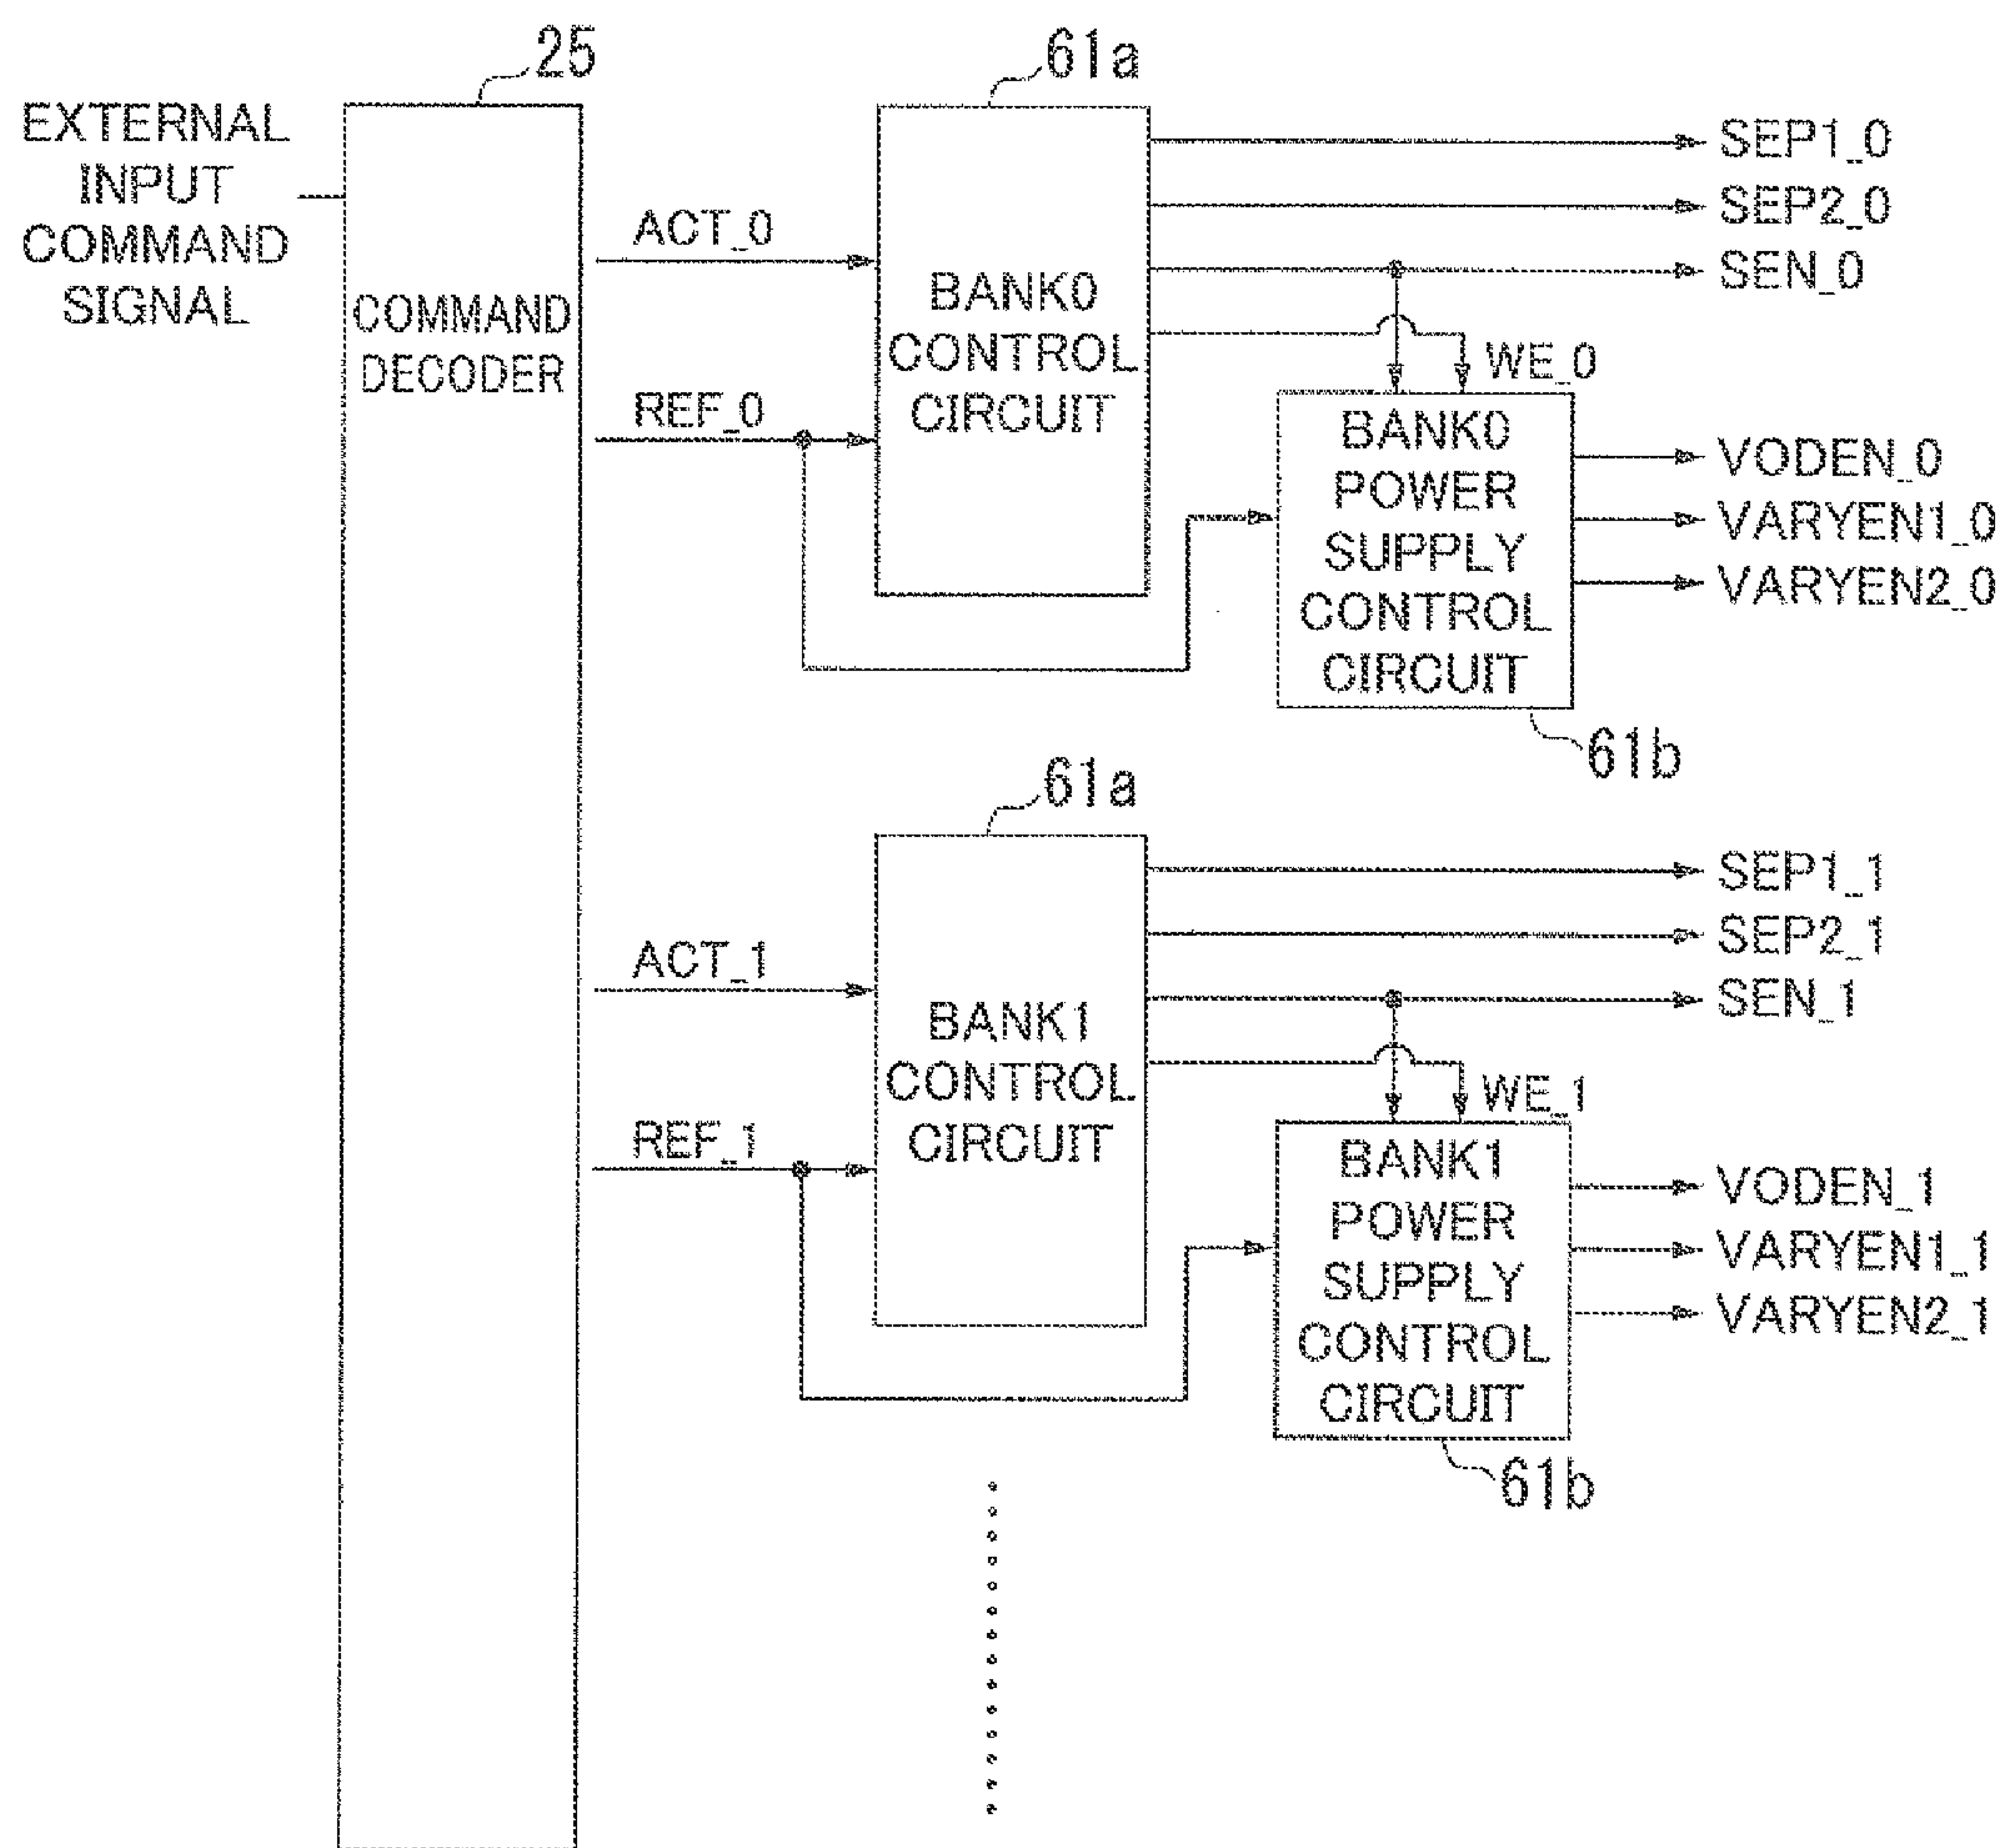 25
EXTERNAL
INPUT
COMMAND
SIGNAL
COMMAND
DECODER
61a
ACT_0
REF_0
BANK0
CONTROL
CIRCUIT
SEP1_0
SEP2_0
SEN_0
WE_0
BANK0
POWER
SUPPLY
CONTROL
CIRCUIT
VODEN_0
VARYEN1_0
VARYEN2_0
61b
61a
ACT_1
REF_1
BANK1
CONTROL
CIRCUIT
SEP1_1
SEP2_1
SEN_1
WE_1
BANK1
POWER
SUPPLY
CONTROL
CIRCUIT
VODEN_1
VARYEN1_1
VARYEN2_1
61b